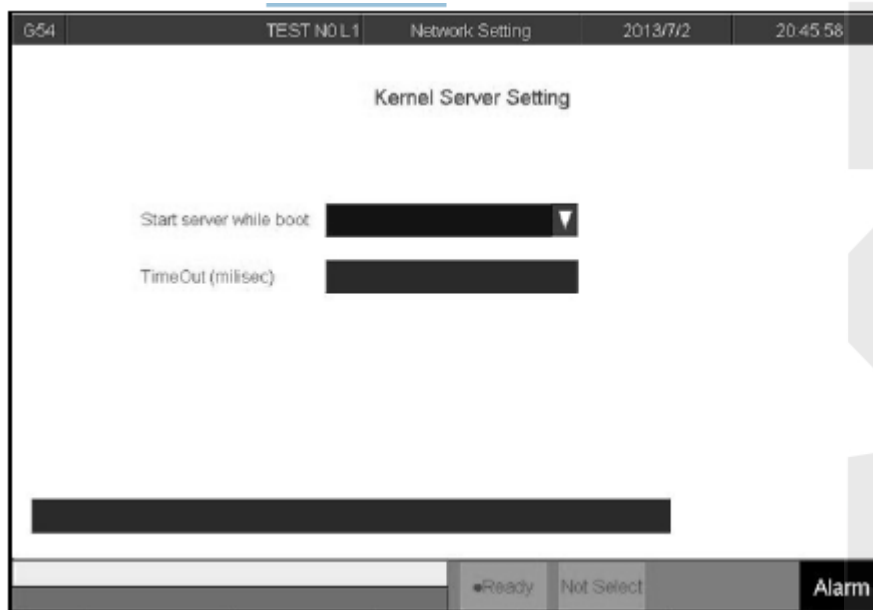 G54 TEST N0 L1 Network Setting 2013/7/2 20:45:58
Kernel Server Setting
Start server while boot
TimeOut (milisec)
●Ready Not Select Alarm